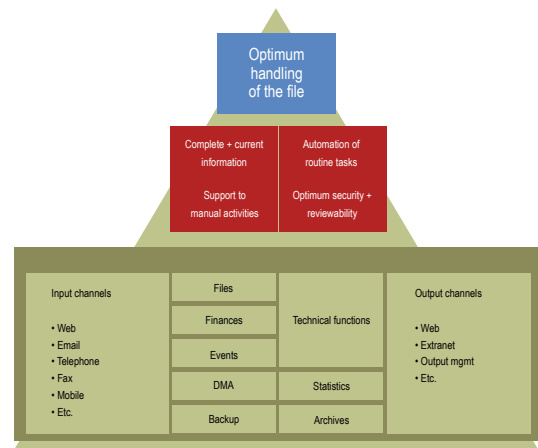 Optimum
handling
of the file
Complete + current
information
Support to
manual activities
Automation of
routine tasks
Optimum security +
reviewability
Input channels
• Web
• Email
• Telephone
• Fax
• Mobile
• Etc.
Files
Finances
Events
DMA
Backup
Technical functions
Statistics
Archives
Output channels
• Web
• Extranet
• Output mgmt
• Etc.